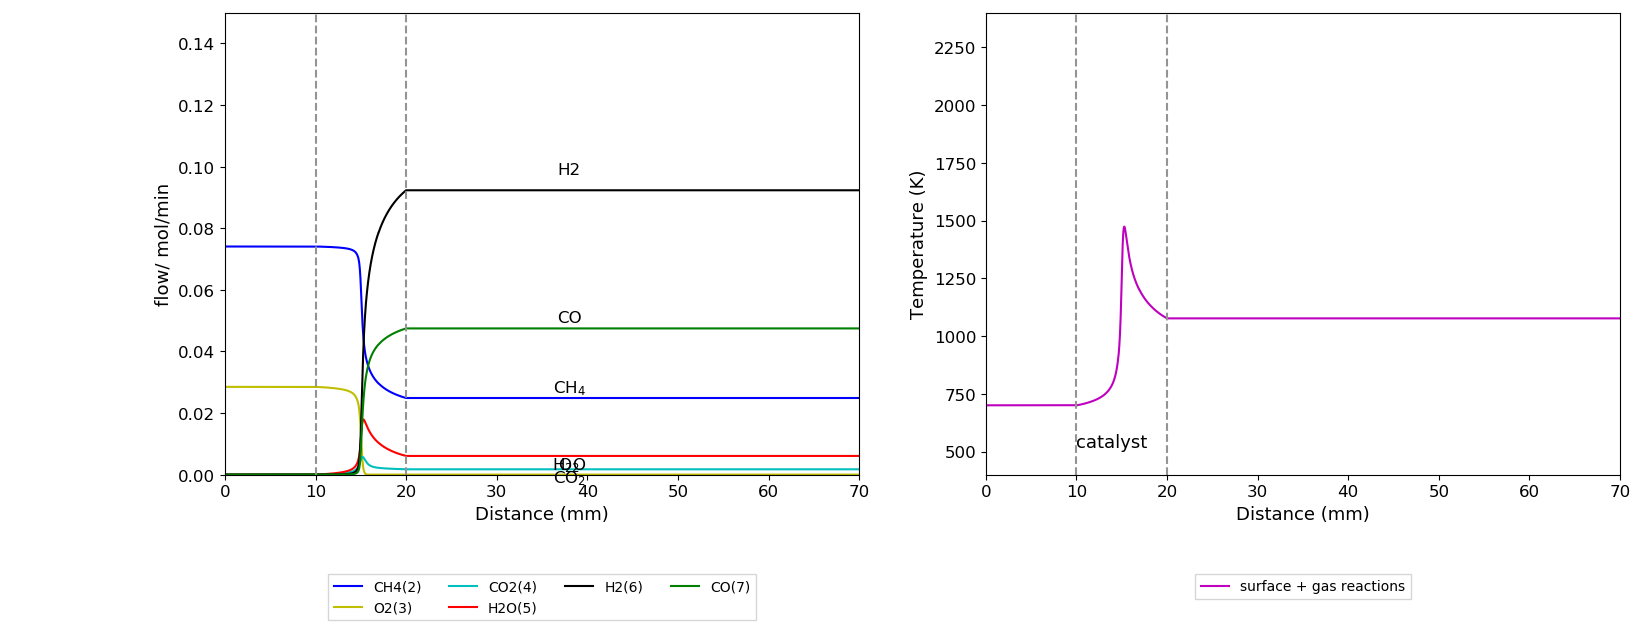 0.14
0.12
0.10
0.08
0.06
0.04
0.02
0.00
flow/ mol/min
H2
CO
CH4
H2O
O2
CO2
0 10 20 30 40 50 60 70
Distance (mm)
CH4(2) CO2(4) H2(6) CO(7)
O2(3) H2O(5)
2250
2000
1750
1500
1250
1000
750
500
Temperature (K)
catalyst
0 10 20 30 40 50 60 70
Distance (mm)
surface + gas reactions